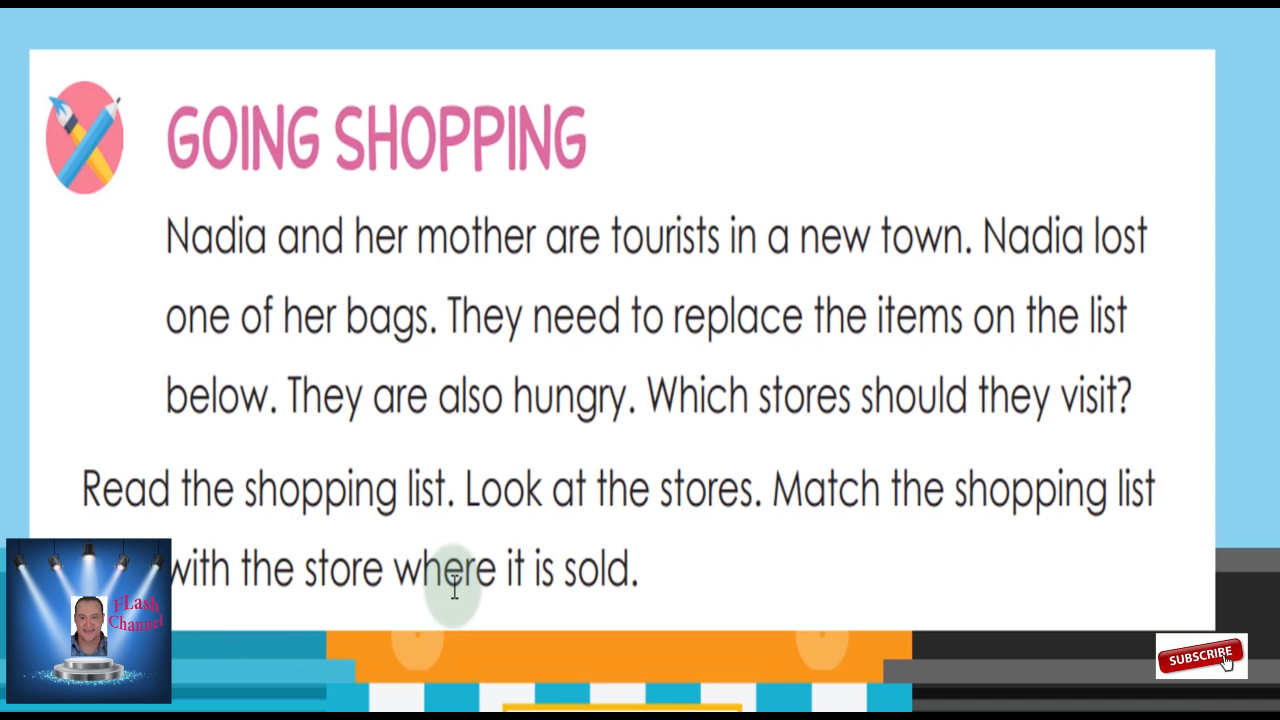 GOING SHOPPING
Nadia and her mother are tourists in a new town. Nadia lost
one of her bags. They need to replace the items on the list
below. They are also hungry. Which stores should they visit?
Read the shopping list. Look at the stores. Match the shopping list
with the store where it is sold.
FLash
Channel
SUBSCRIBE